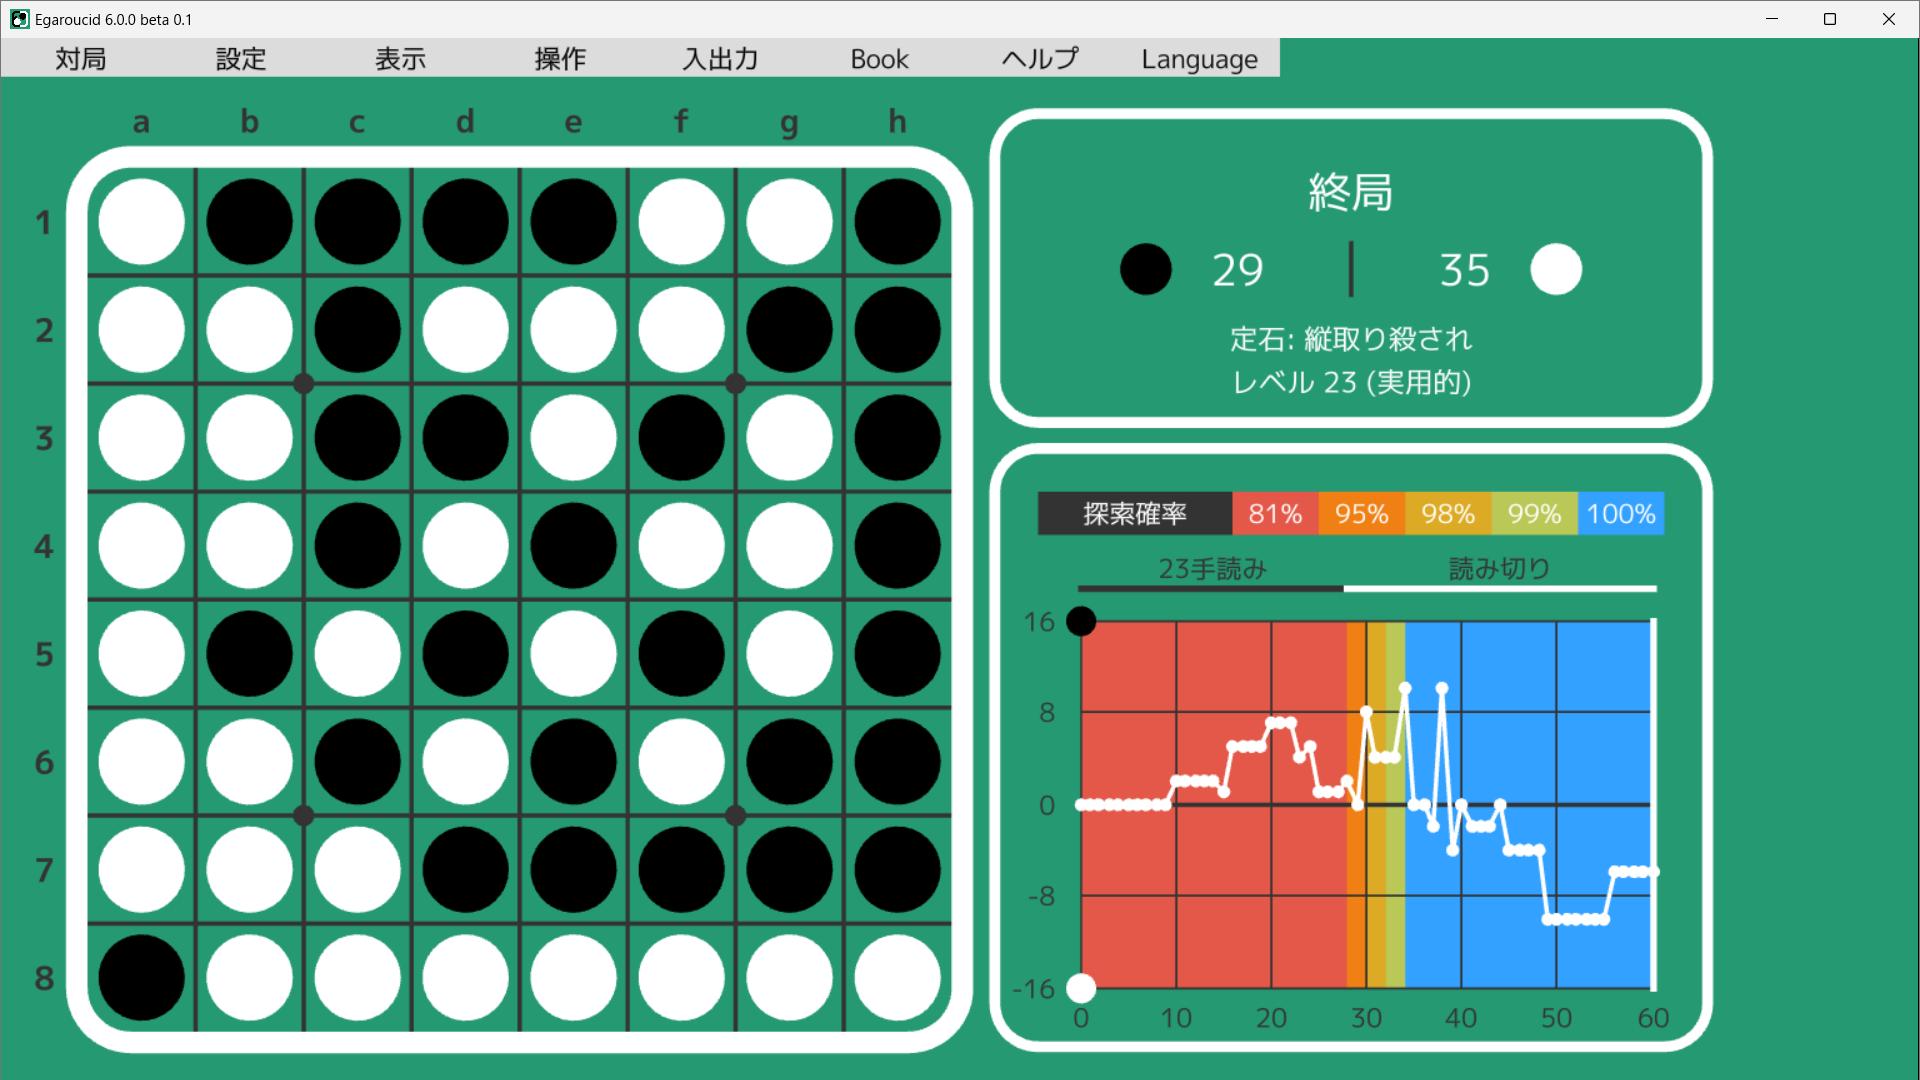 Egaroucid 6.0.0 beta 0.1
対局 設定 表示 操作 入出力 Book ヘルプ Language
a b c d e f g h
1
2
3
4
5
6
7
8
終局
29 35
定石: 縦取り殺され
レベル 23 (実用的)
探索確率 81% 95% 98% 99% 100%
23手読み 読み切り
16
8
0
-8
-16
0 10 20 30 40 50 60